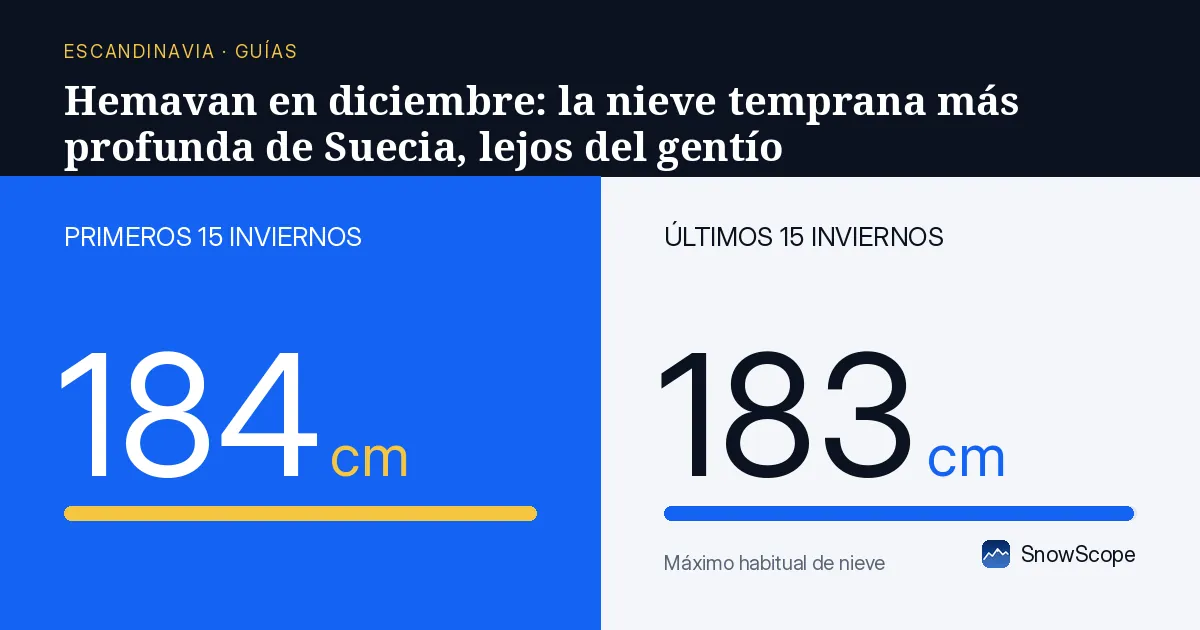 ESCANDINAVIA · GUÍAS
Hemavan en diciembre: la nieve temprana más
profunda de Suecia, lejos del gentío
PRIMEROS 15 INVIERNOS
184 cm
ÚLTIMOS 15 INVIERNOS
183 cm
Máximo habitual de nieve
SnowScope